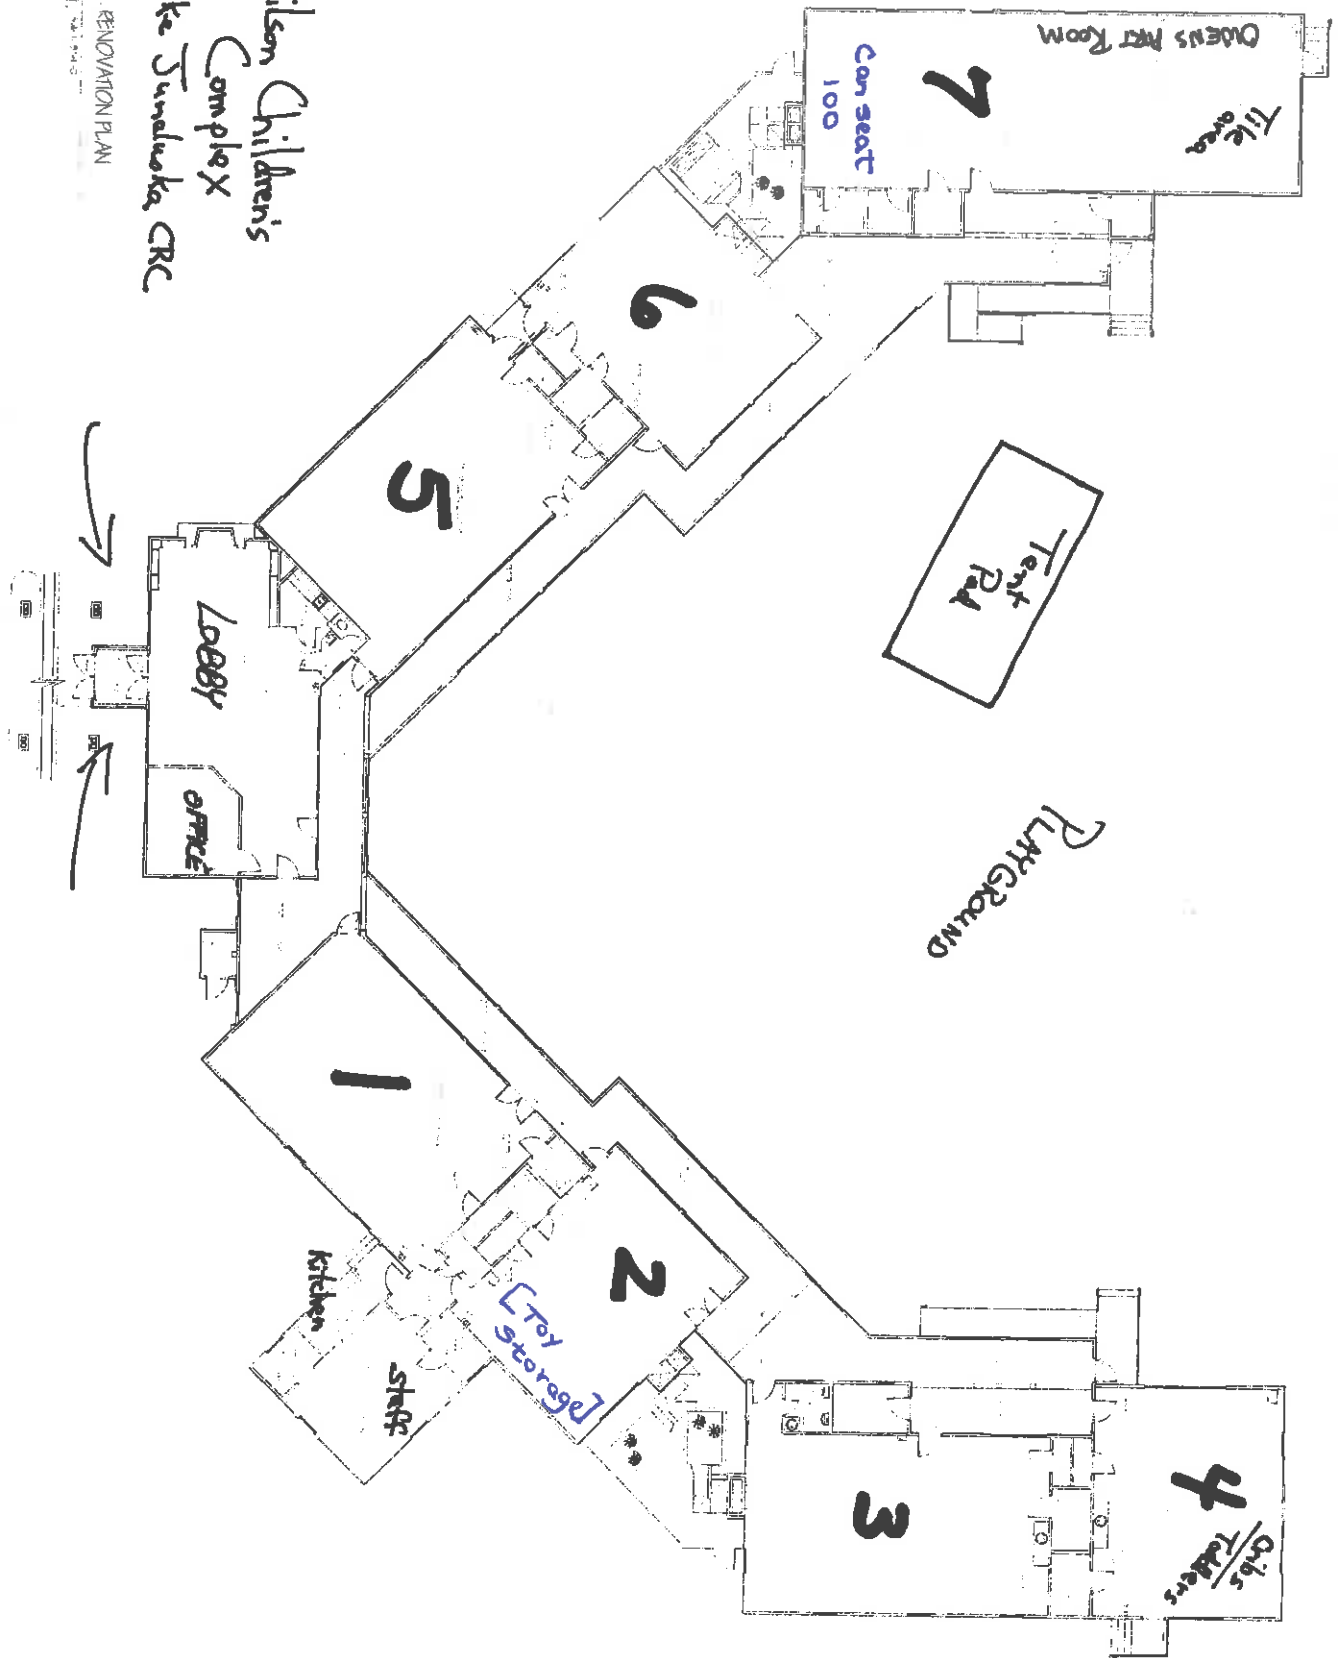 ilson Children's
Complex
ke Junaluska, CRC
RENOVATION PLAN
OWENS ART ROOM
Tile
area
7
Can seat
100
6
5
Tent
Pad
LOBBY
OFFICE
PLAYGROUND
1
2
[Toy
storage]
Kitchen
Staff
3
4
Cribs
Toddlers